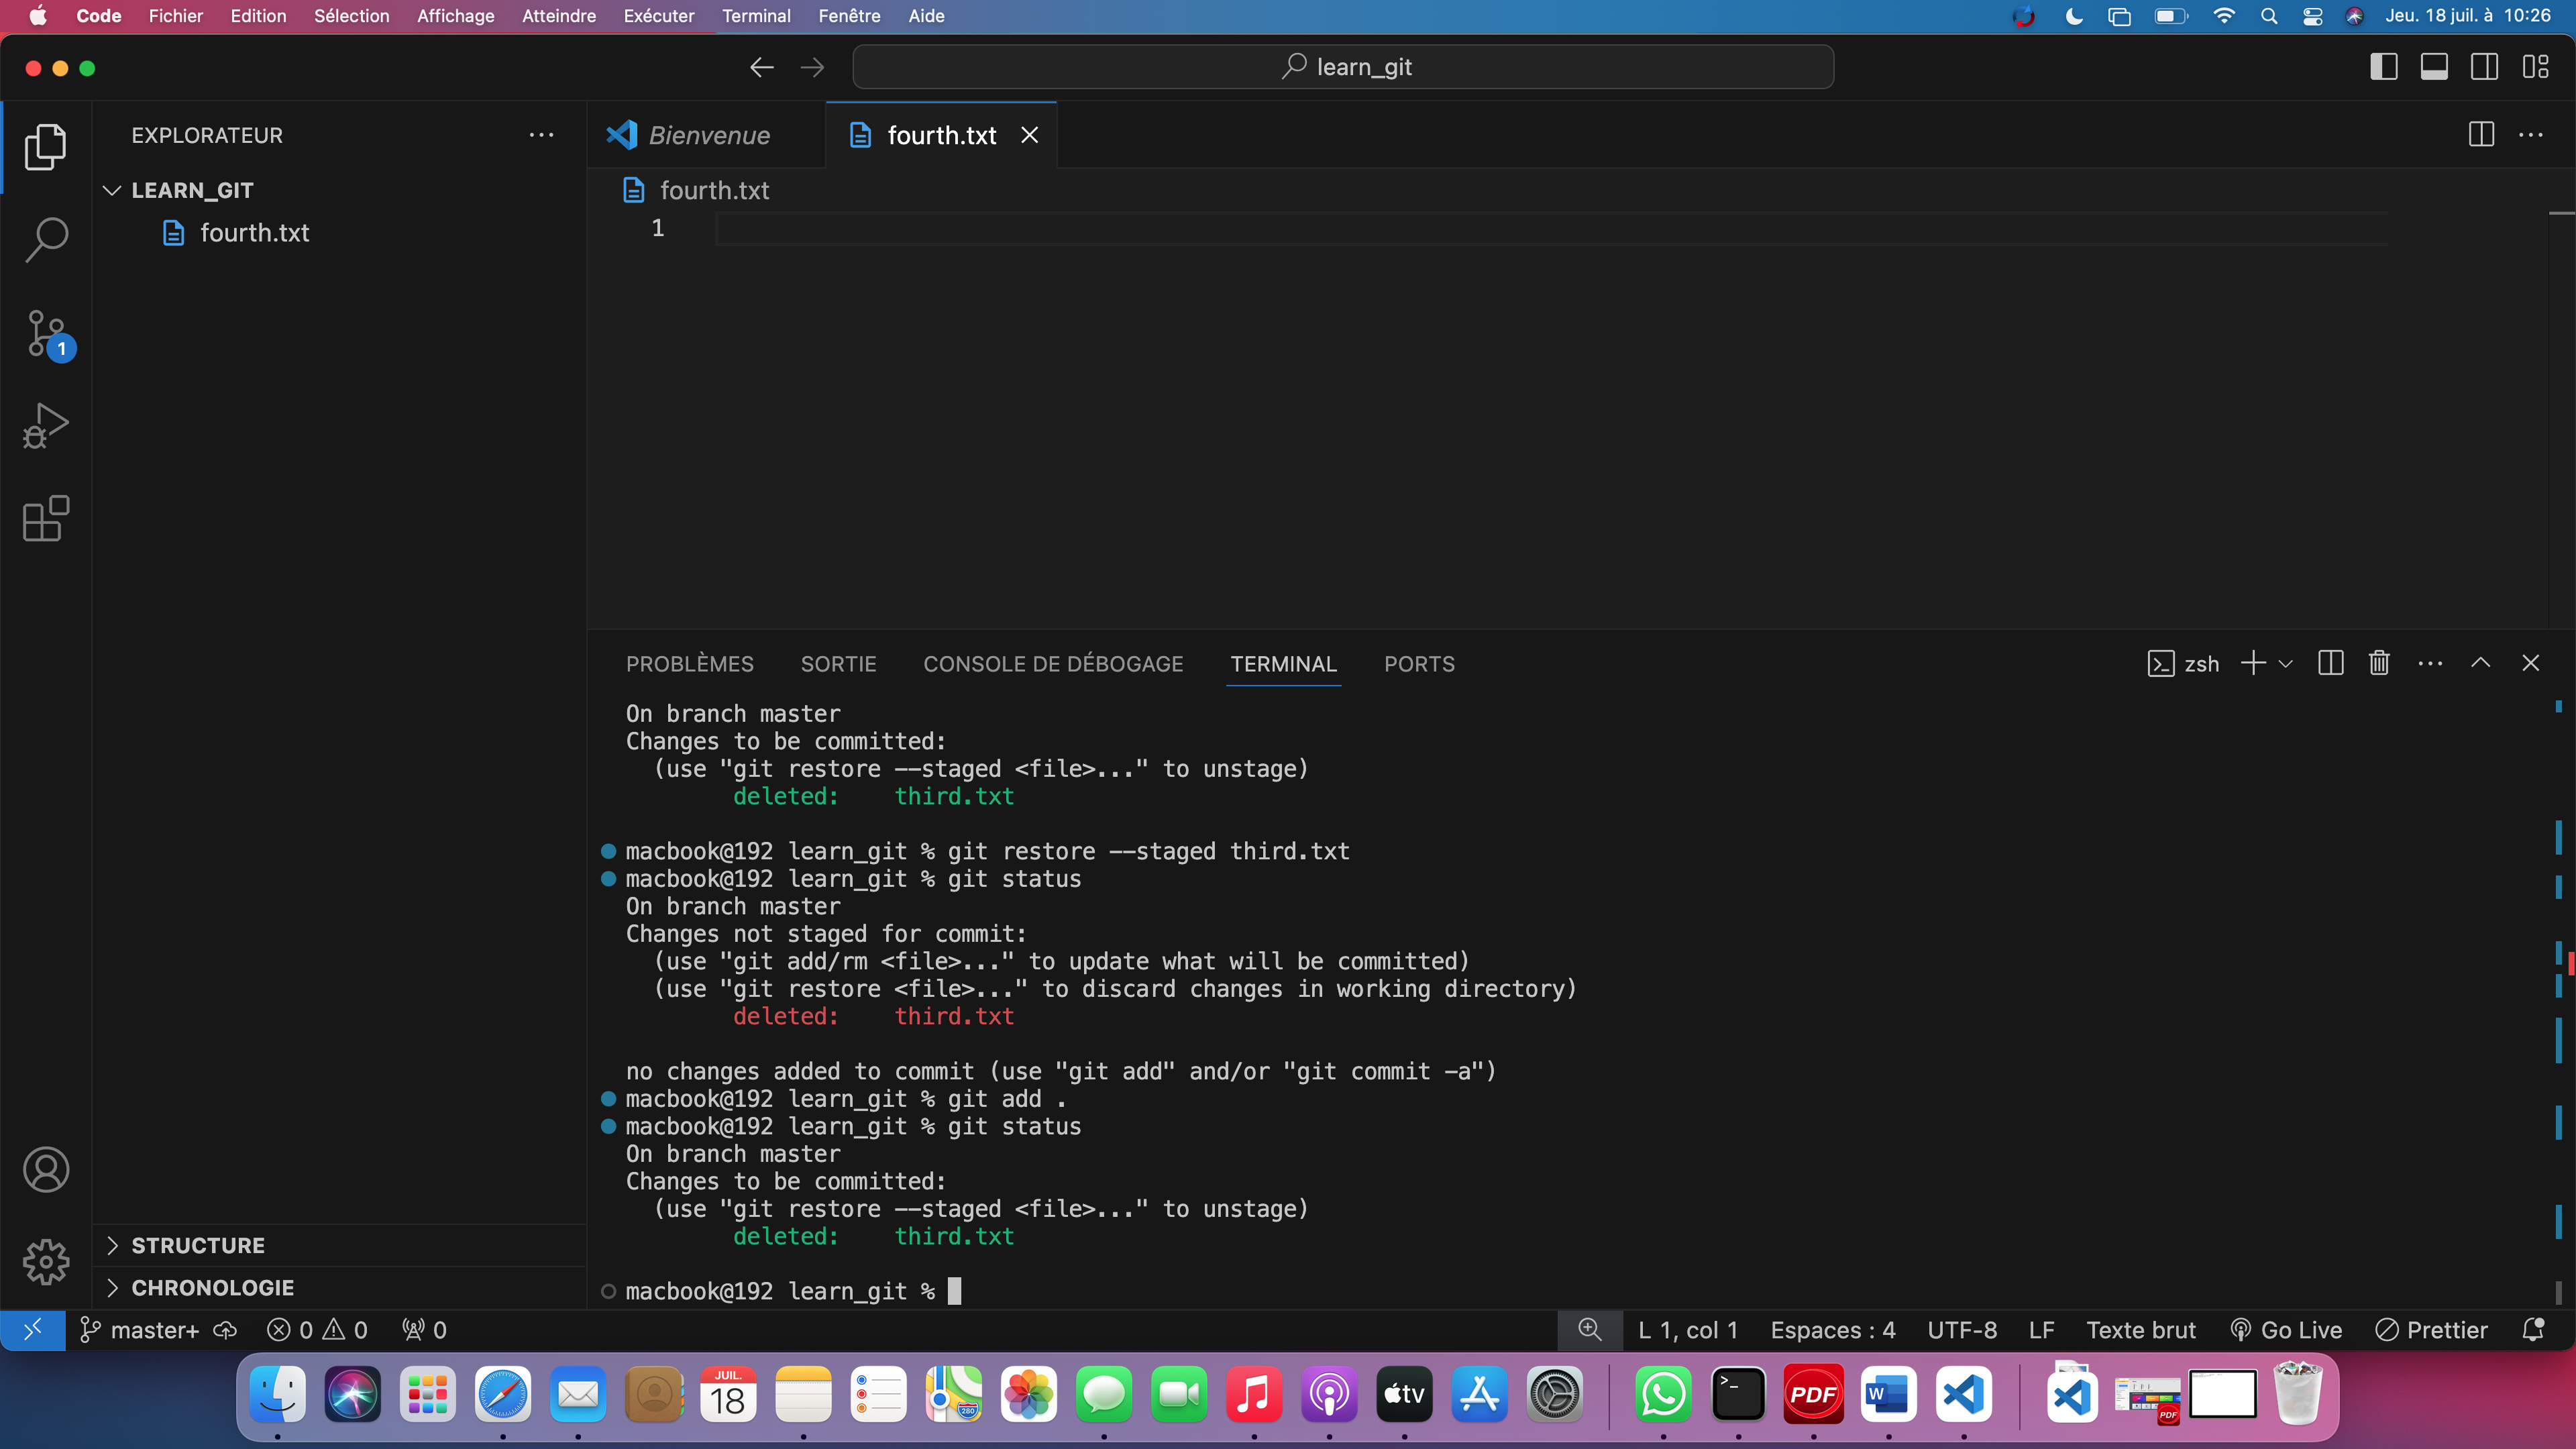 Code Fichier Edition Sélection Affichage Atteindre Exécuter Terminal Fenêtre Aide Jeu. 18 juil. à 10:26
learn_git
EXPLORATEUR
Bienvenue fourth.txt
LEARN_GIT
fourth.txt
fourth.txt
1
1
PROBLÈMES SORTIE CONSOLE DE DÉBOGAGE TERMINAL PORTS zsh
On branch master
Changes to be committed:
(use "git restore --staged <file>..." to unstage)
deleted: third.txt
macbook@192 learn_git % git restore --staged third.txt
macbook@192 learn_git % git status
On branch master
Changes not staged for commit:
(use "git add/rm <file>..." to update what will be committed)
(use "git restore <file>..." to discard changes in working directory)
deleted: third.txt
no changes added to commit (use "git add" and/or "git commit -a")
macbook@192 learn_git % git add .
macbook@192 learn_git % git status
On branch master
Changes to be committed:
(use "git restore --staged <file>..." to unstage)
deleted: third.txt
macbook@192 learn_git %
STRUCTURE
CHRONOLOGIE
master+ 0 0 0 L 1, col 1 Espaces : 4 UTF-8 LF Texte brut Go Live Prettier
JUIL.
18
280
tv
>_
PDF
W
PDF